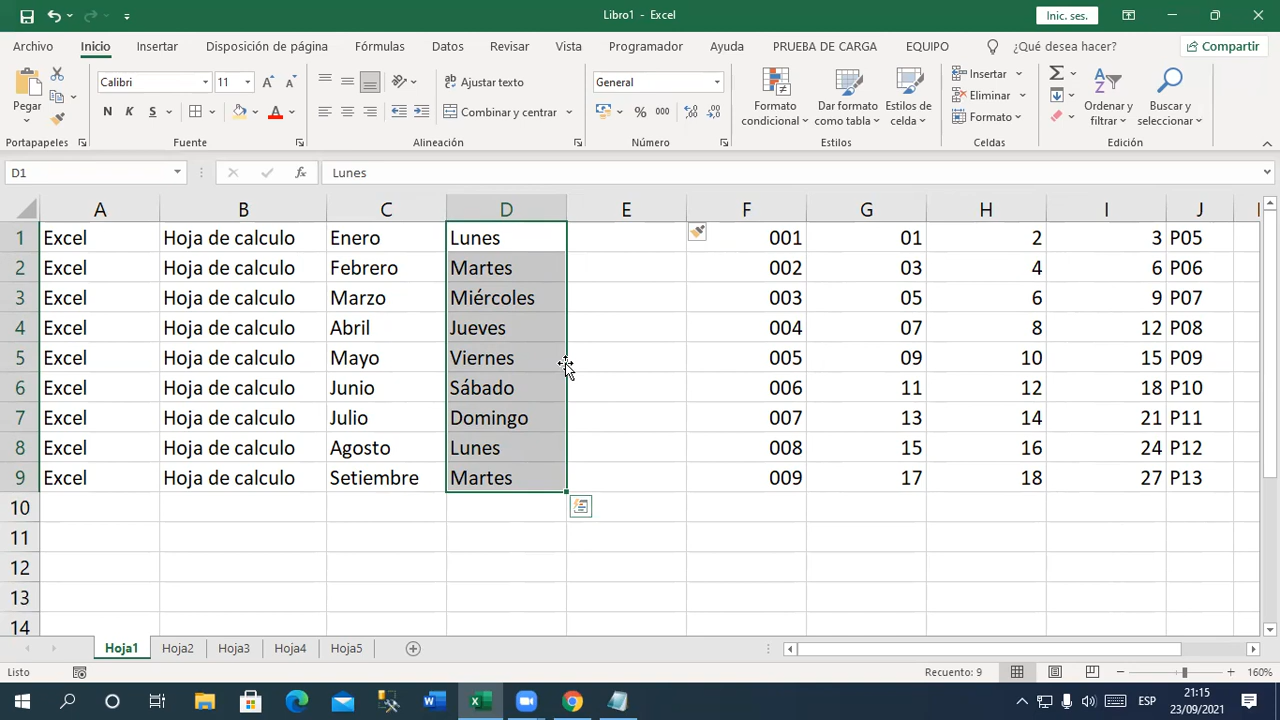 Libro1 - Excel
Inic. ses.
Archivo Inicio Insertar Disposición de página Fórmulas Datos Revisar Vista Programador Ayuda PRUEBA DE CARGA EQUIPO ¿Qué desea hacer? Compartir
Pegar
Calibri 11
N K S
Ajustar texto
Combinar y centrar
General
% 000
Formato condicional
Dar formato como tabla
Estilos de celda
Insertar
Eliminar
Formato
Ordenar y filtrar
Buscar y seleccionar
Portapapeles Fuente Alineación Número Estilos Celdas Edición
D1 fx Lunes
A B C D E F G H I J
1 Excel Hoja de calculo Enero Lunes 001 01 2 3 P05
2 Excel Hoja de calculo Febrero Martes 002 03 4 6 P06
3 Excel Hoja de calculo Marzo Miércoles 003 05 6 9 P07
4 Excel Hoja de calculo Abril Jueves 004 07 8 12 P08
5 Excel Hoja de calculo Mayo Viernes 005 09 10 15 P09
6 Excel Hoja de calculo Junio Sábado 006 11 12 18 P10
7 Excel Hoja de calculo Julio Domingo 007 13 14 21 P11
8 Excel Hoja de calculo Agosto Lunes 008 15 16 24 P12
9 Excel Hoja de calculo Setiembre Martes 009 17 18 27 P13
10
11
12
13
14
Hoja1 Hoja2 Hoja3 Hoja4 Hoja5
Listo Recuento: 9 160%
ESP 21:15
23/09/2021